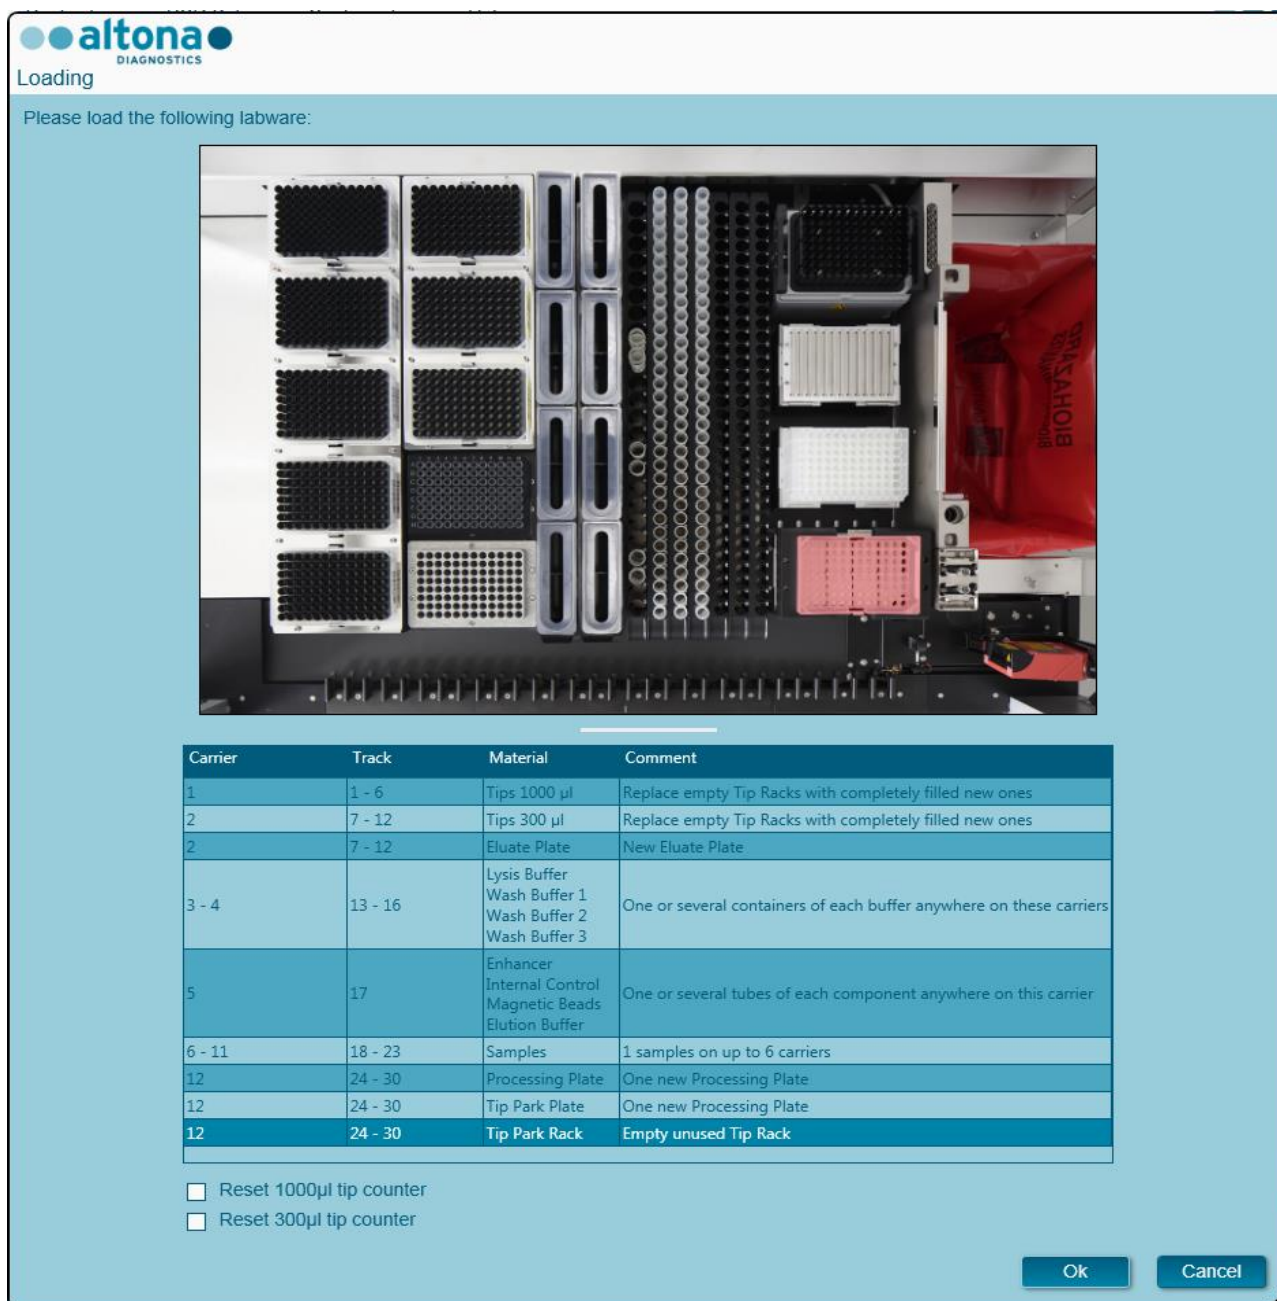 altona
DIAGNOSTICS
Loading
Please load the following labware:
BIOHAZARD
Carrier Track Material Comment
1 1 - 6 Tips 1000 µl Replace empty Tip Racks with completely filled new ones
2 7 - 12 Tips 300 µl Replace empty Tip Racks with completely filled new ones
2 7 - 12 Eluate Plate New Eluate Plate
3 - 4 13 - 16 Lysis Buffer
Wash Buffer 1
Wash Buffer 2
Wash Buffer 3
One or several containers of each buffer anywhere on these carriers
5 17 Enhancer
Internal Control
Magnetic Beads
Elution Buffer
One or several tubes of each component anywhere on this carrier
6 - 11 18 - 23 Samples 1 samples on up to 6 carriers
12 24 - 30 Processing Plate One new Processing Plate
12 24 - 30 Tip Park Plate One new Processing Plate
12 24 - 30 Tip Park Rack Empty unused Tip Rack
Reset 1000µl tip counter
Reset 300µl tip counter
Ok Cancel